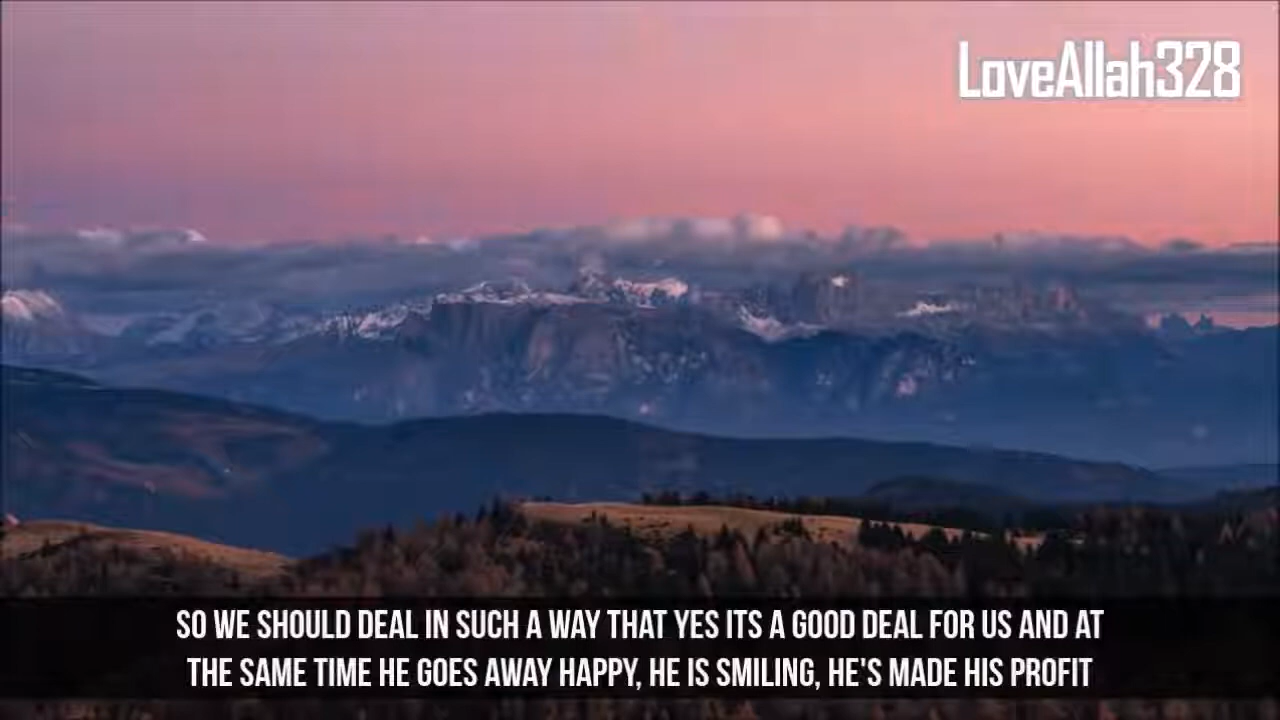 LoveAllah328
SO WE SHOULD DEAL IN SUCH A WAY THAT YES ITS A GOOD DEAL FOR US AND AT
THE SAME TIME HE GOES AWAY HAPPY, HE IS SMILING, HE'S MADE HIS PROFIT